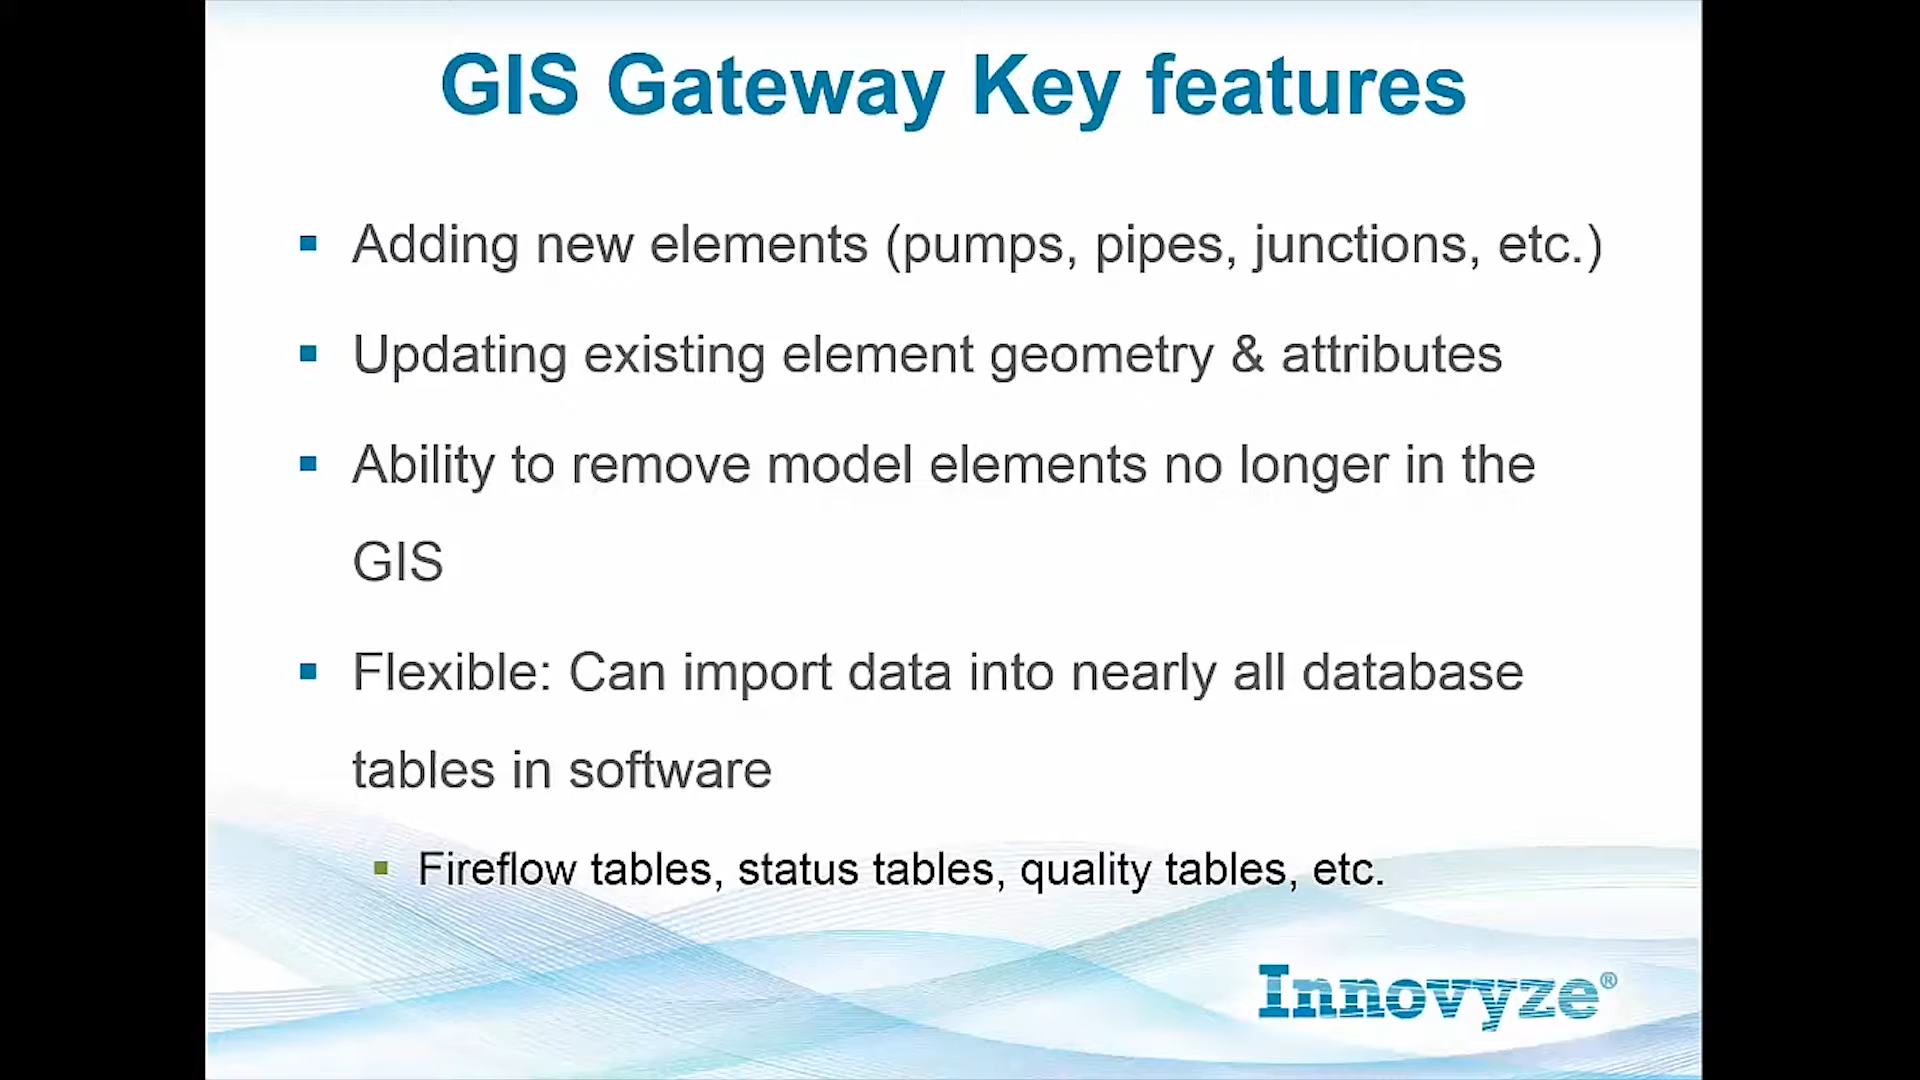 GIS Gateway Key features
▪ Adding new elements (pumps, pipes, junctions, etc.)
▪ Updating existing element geometry & attributes
▪ Ability to remove model elements no longer in the
GIS
▪ Flexible: Can import data into nearly all database
tables in software
▪ Fireflow tables, status tables, quality tables, etc.
Innovyze®